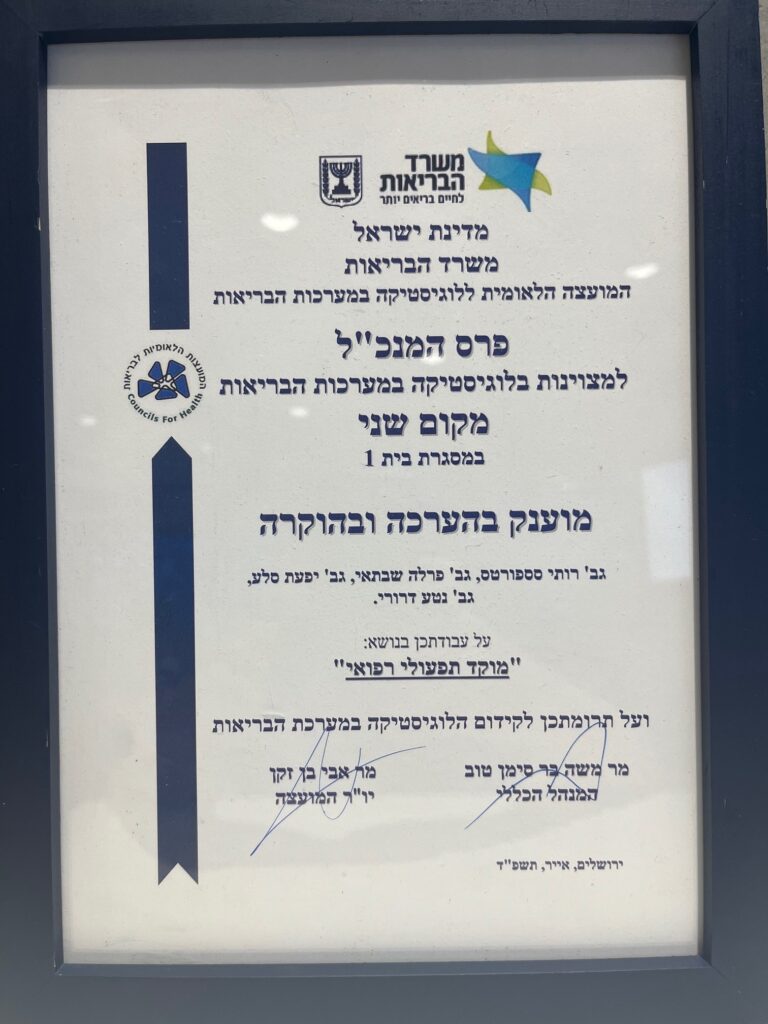 משרד
הבריאות
לחיים בריאים יותר
מדינת ישראל
משרד הבריאות
המועצה הלאומית ללוגיסטיקה במערכות הבריאות
פרס המנכ"ל
למצוינות בלוגיסטיקה במערכות הבריאות
מקום שני
במסגרת בית 1
המועצות הלאומיות לבריאות
Councils For Health
מוענק בהערכה ובהוקרה
גב' רותי סספורטס, גב' פרלה שבתאי, גב' יפעת סלע,
גב' נטע דרורי.
על עבודתכן בנושא:
"מוקד תפעולי רפואי"
ועל תרומתכן לקידום הלוגיסטיקה במערכת הבריאות
מר משה בר סימן טוב מר אבי בן זקן
המנהל הכללי יו"ר המועצה
ירושלים, אייר, תשפ"ד